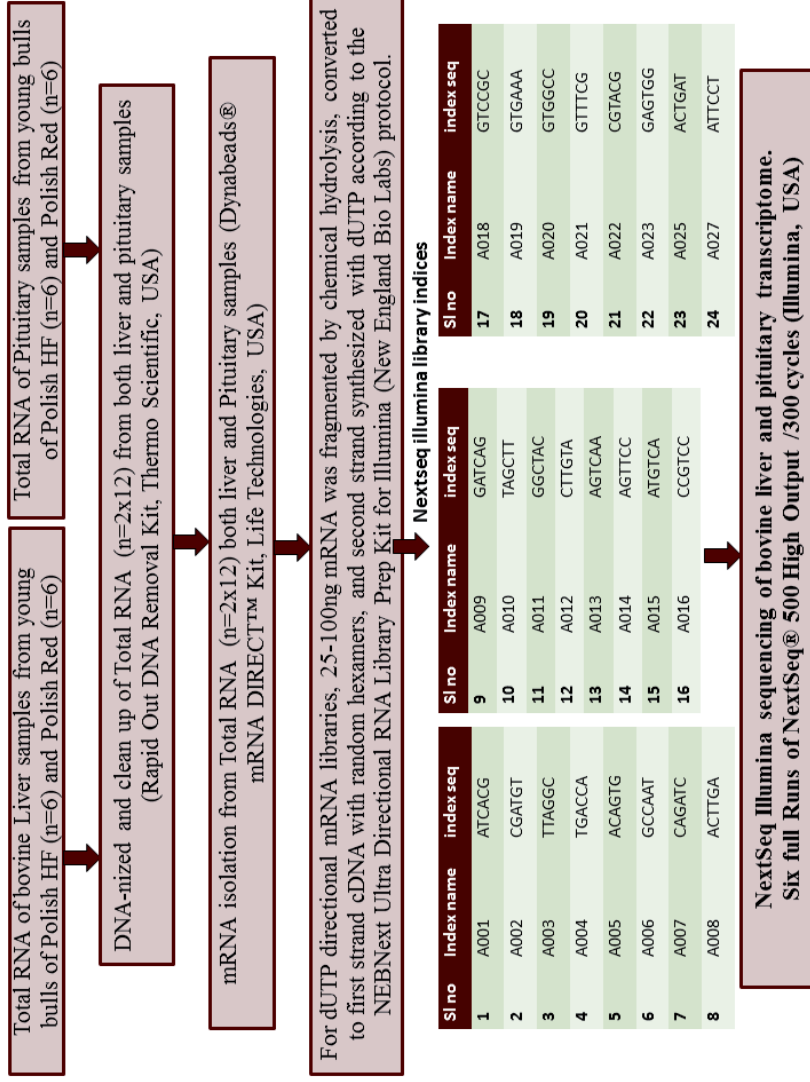 Total RNA of bovine Liver samples from young
bulls of Polish HF (n=6) and Polish Red (n=6)
Total RNA of Pituitary samples from young bulls
of Polish HF (n=6) and Polish Red (n=6)
DNA-nized and clean up of Total RNA (n=2x12) from both liver and pituitary samples
(Rapid Out DNA Removal Kit, Thermo Scientific, USA)
mRNA isolation from Total RNA (n=2x12) both liver and Pituitary samples (Dynabeads®
mRNA DIRECT™ Kit, Life Technologies, USA)
For dUTP directional mRNA libraries, 25-100ng mRNA was fragmented by chemical hydrolysis, converted
to first strand cDNA with random hexamers, and second strand synthesized with dUTP according to the
NEBNext Ultra Directional RNA Library Prep Kit for Illumina (New England Bio Labs) protocol.
Nextseq illumina library indices
Sl no Index name index seq
1 A001 ATCACG
2 A002 CGATGT
3 A003 TTAGGC
4 A004 TGACCA
5 A005 ACAGTG
6 A006 GCCAAT
7 A007 CAGATC
8 A008 ACTTGA
Sl no Index name index seq
9 A009 GATCAG
10 A010 TAGCTT
11 A011 GGCTAC
12 A012 CTTGTA
13 A013 AGTCAA
14 A014 AGTTCC
15 A015 ATGTCA
16 A016 CCGTCC
Sl no Index name index seq
17 A018 GTCCGC
18 A019 GTGAAA
19 A020 GTGGCC
20 A021 GTTTCG
21 A022 CGTACG
22 A023 GAGTGG
23 A025 ACTGAT
24 A027 ATTCCT
NextSeq Illumina sequencing of bovine liver and pituitary transcriptome.
Six full Runs of NextSeq® 500 High Output /300 cycles (Illumina, USA)